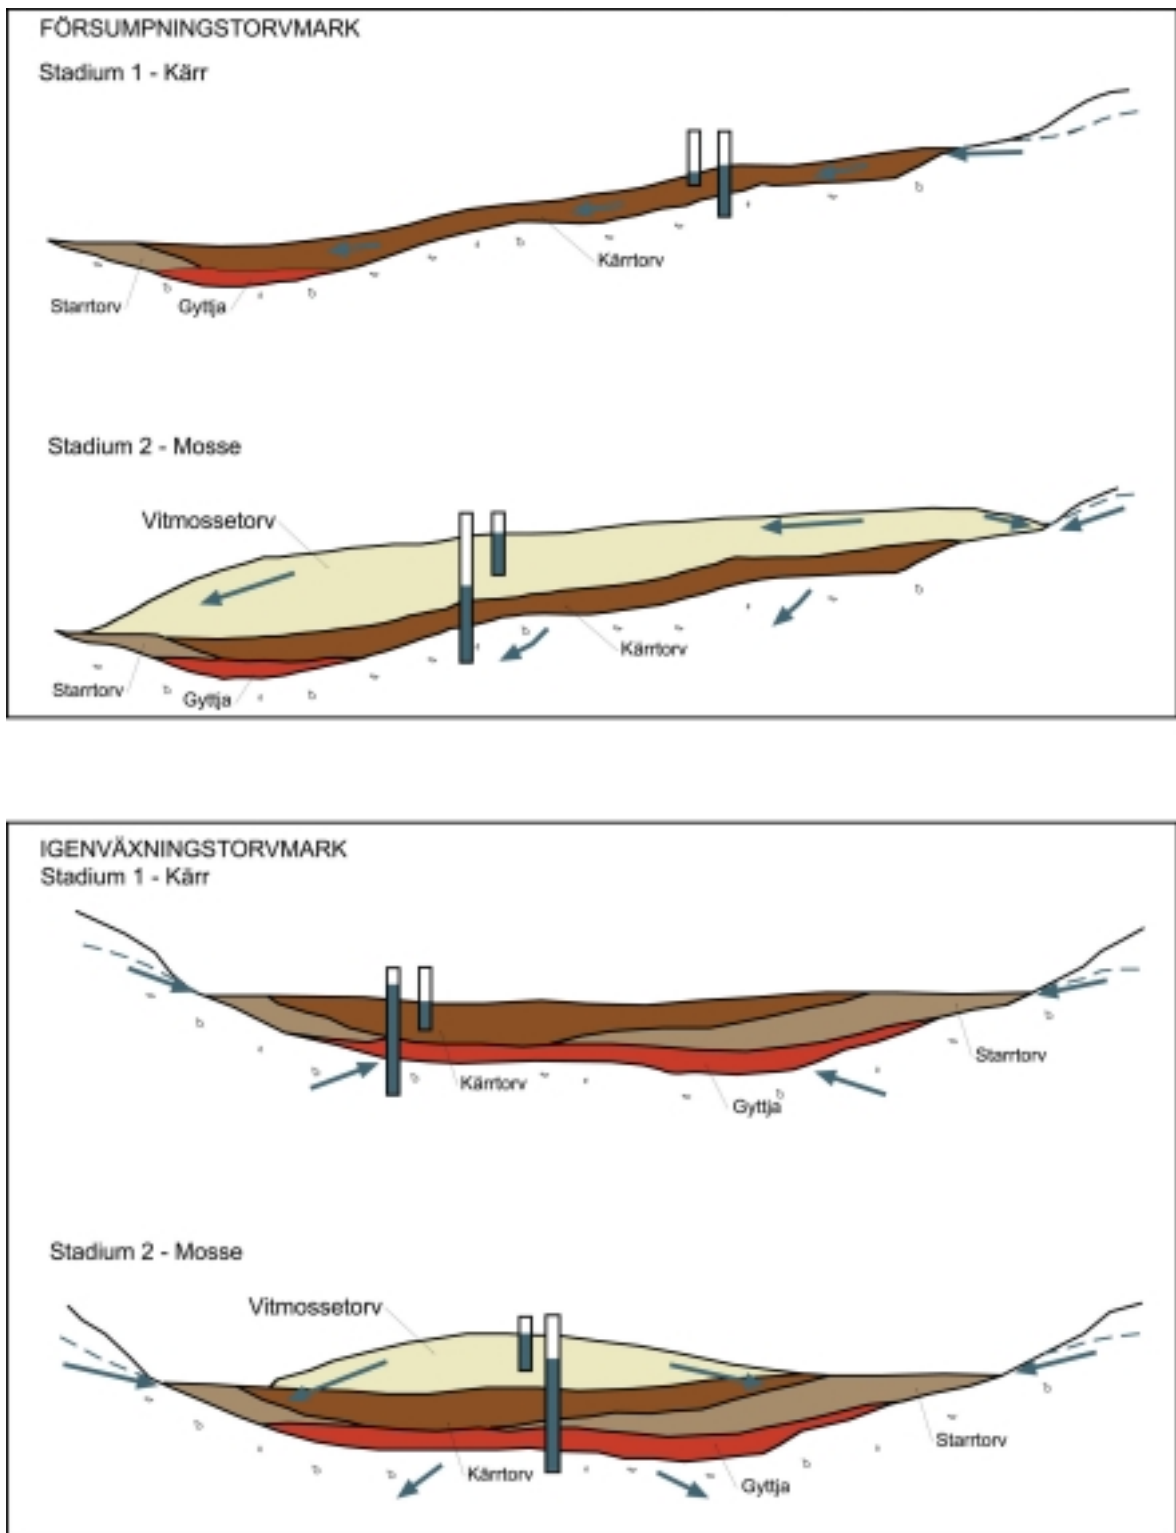 FÖRSUMPNINGSTORVMARK
Stadium 1 - Kärr
Kärrtorv
Starrtorv
Gyttja
Stadium 2 - Mosse
Vitmossetorv
Kärrtorv
Starrtorv
Gyttja
IGENVÄXNINGSTORVMARK
Stadium 1 - Kärr
Starrtorv
Kärrtorv
Gyttja
Stadium 2 - Mosse
Vitmossetorv
Starrtorv
Kärrtorv
Gyttja